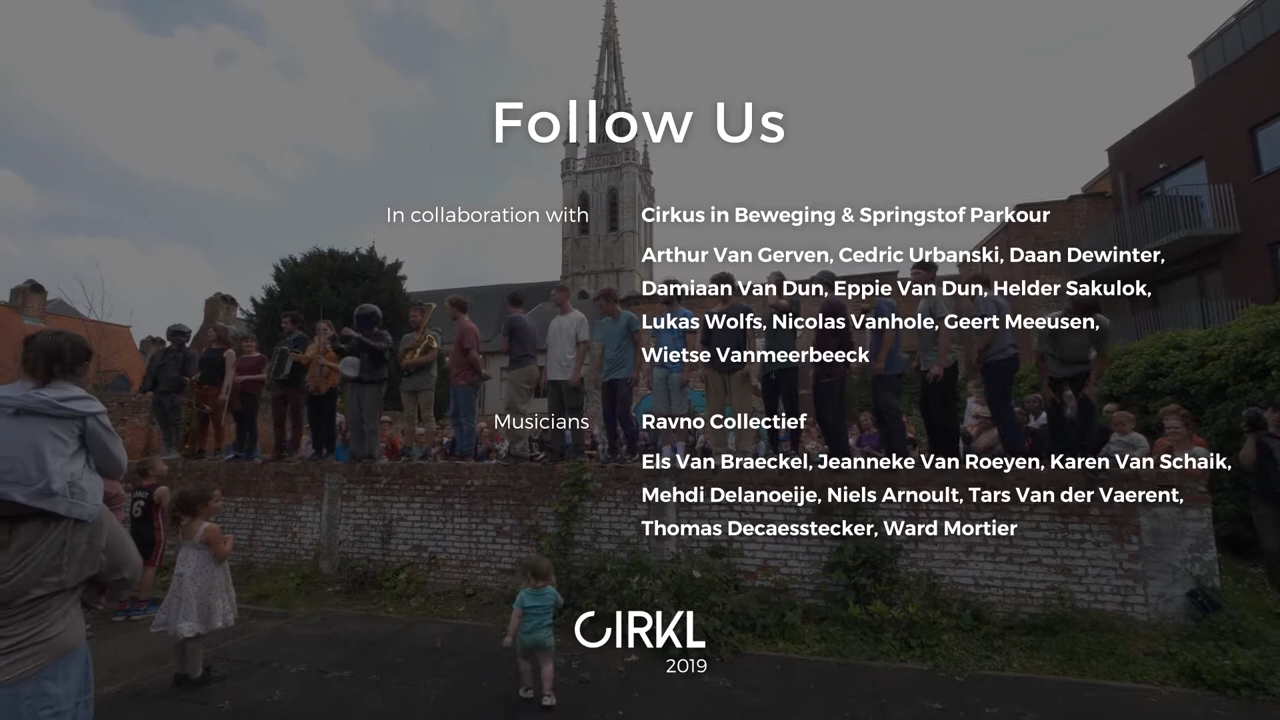 Follow Us
In collaboration with Cirkus in Beweging & Springstof Parkour
Arthur Van Gerven, Cedric Urbanski, Daan Dewinter,
Damiaan Van Dun, Eppie Van Dun, Helder Sakulok,
Lukas Wolfs, Nicolas Vanhole, Geert Meeusen,
Wietse Vanmeerbeeck
Musicians Ravno Collectief
Els Van Braeckel, Jeanneke Van Roeyen, Karen Van Schaik,
Mehdi Delanoeije, Niels Arnoult, Tars Van der Vaerent,
Thomas Decaesstecker, Ward Mortier
CIRKL
2019